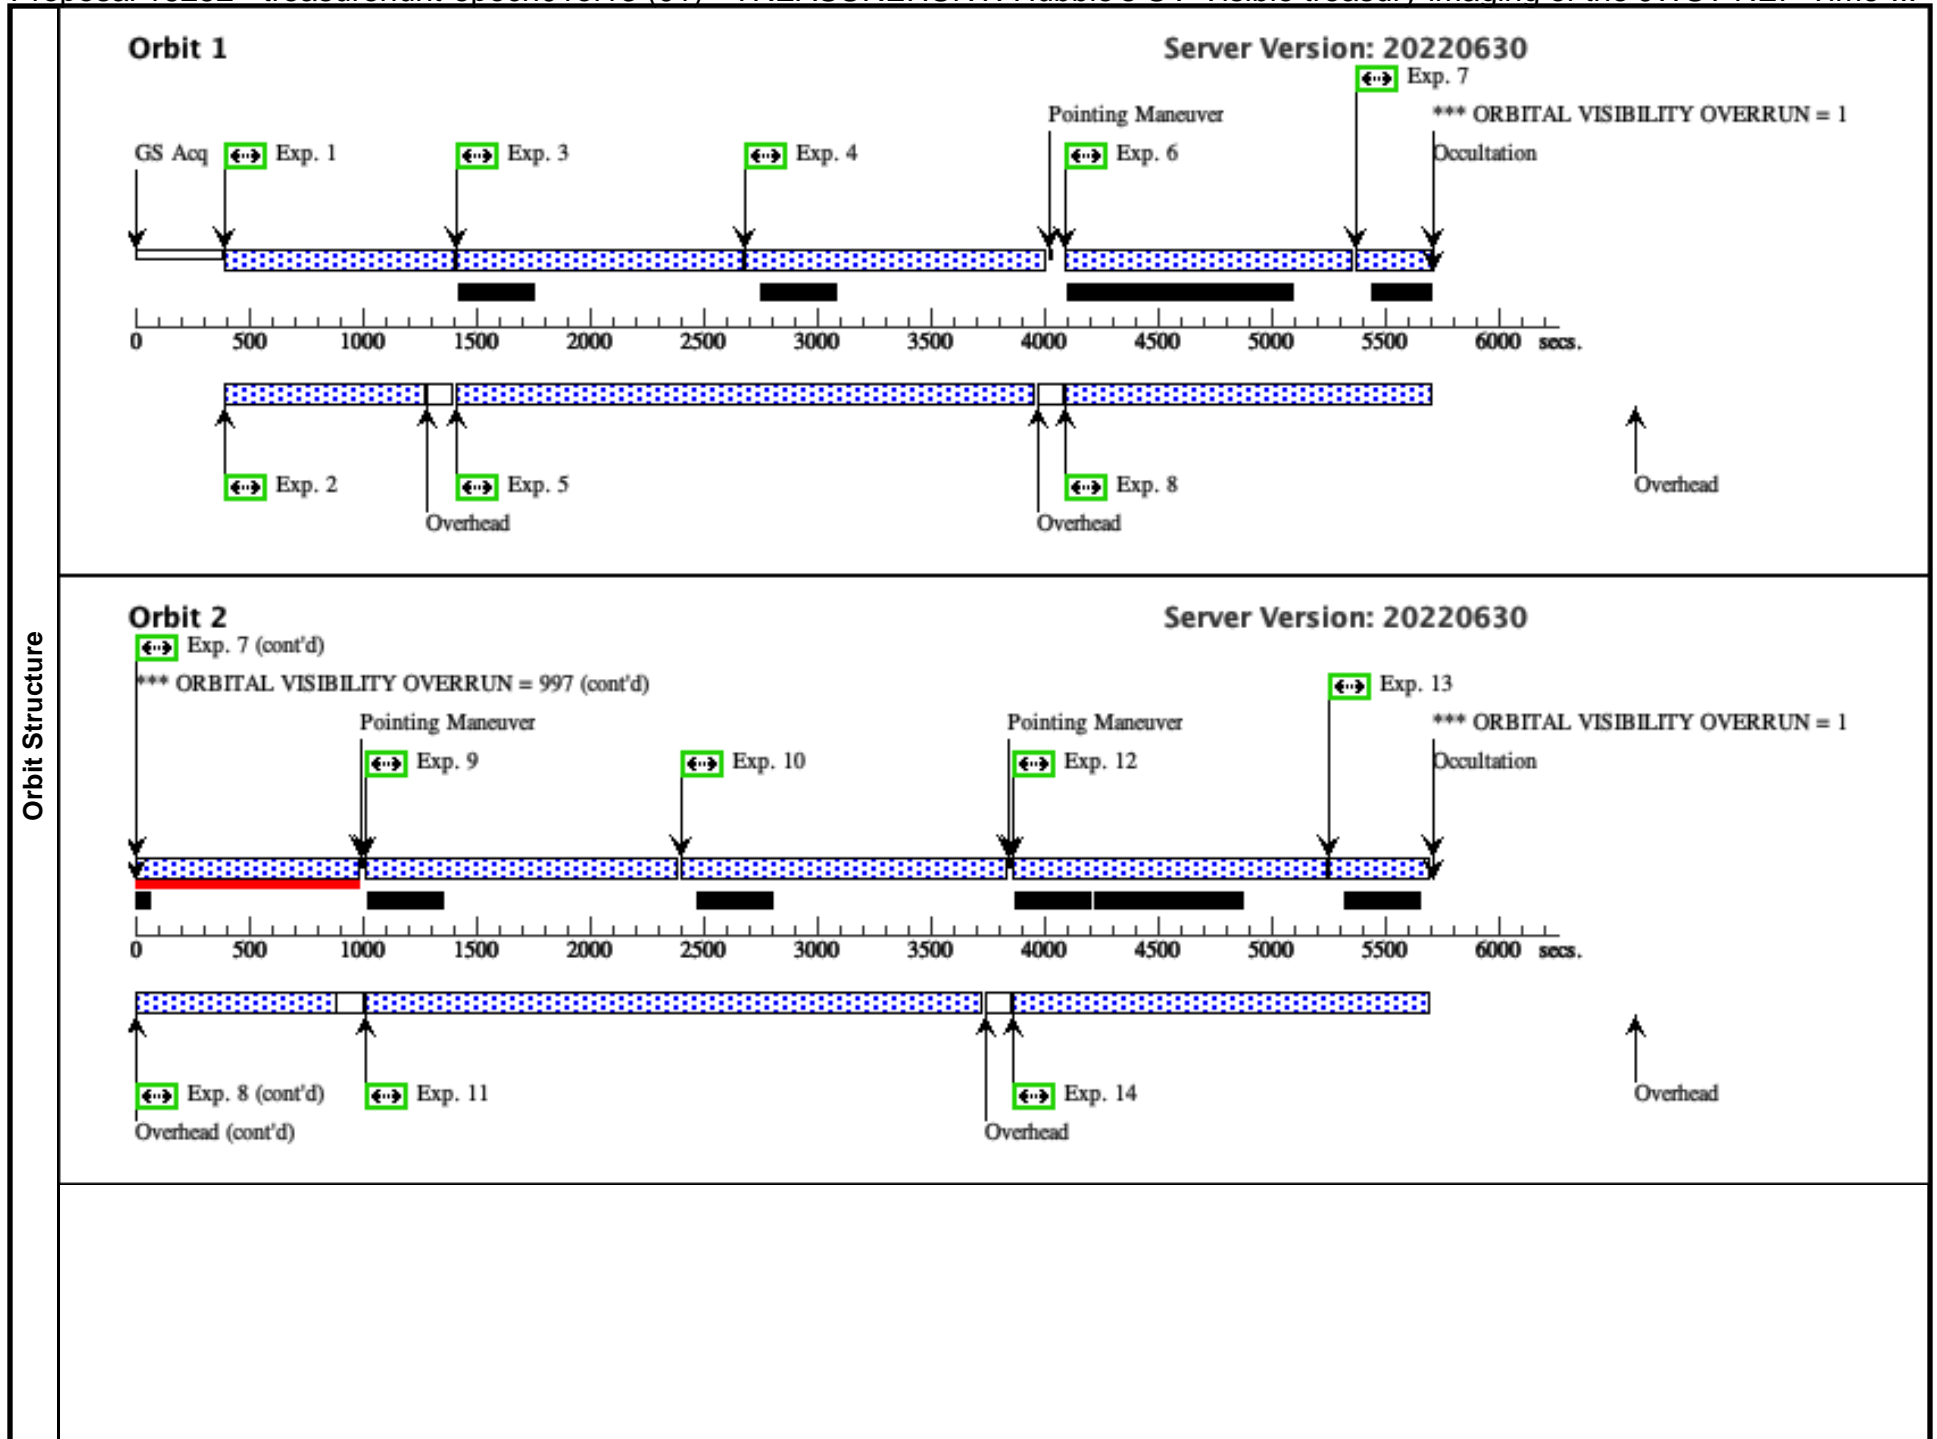 Orbit Structure
Orbit 1
Server Version: 20220630
Exp. 7
Pointing Maneuver
*** ORBITAL VISIBILITY OVERRUN = 1
GS Acq
Exp. 1
Exp. 3
Exp. 4
Exp. 6
Occultation
0 500 1000 1500 2000 2500 3000 3500 4000 4500 5000 5500 6000 secs.
Exp. 2
Exp. 5
Exp. 8
Overhead
Overhead
Overhead
Orbit 2
Server Version: 20220630
Exp. 7 (cont'd)
*** ORBITAL VISIBILITY OVERRUN = 997 (cont'd)
Exp. 13
Pointing Maneuver
Pointing Maneuver
*** ORBITAL VISIBILITY OVERRUN = 1
Exp. 9
Exp. 10
Exp. 12
Occultation
0 500 1000 1500 2000 2500 3000 3500 4000 4500 5000 5500 6000 secs.
Exp. 8 (cont'd)
Exp. 11
Exp. 14
Overhead
Overhead (cont'd)
Overhead